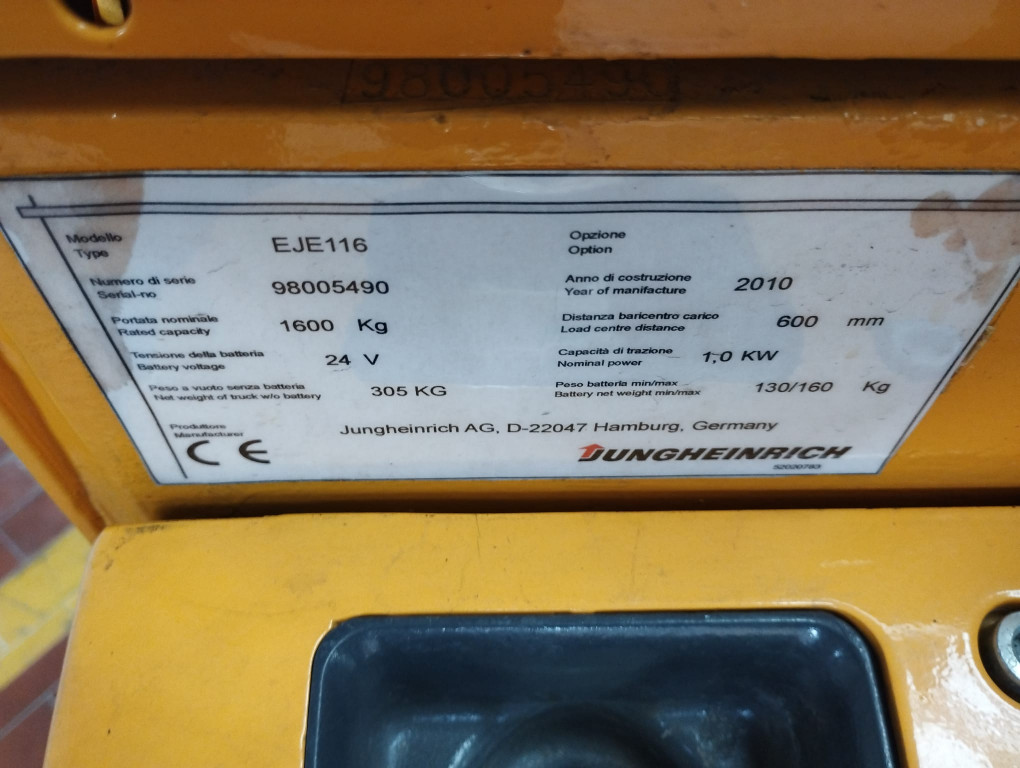 98005490
Modello
Type
EJE116
Opzione
Option
Numero di serie
Serial-no
98005490
Anno di costruzione
Year of manifacture
2010
Portata nominale
Rated capacity
1600 Kg
Distanza baricentro carico
Load centre distance
600 mm
Tensione della batteria
Battery voltage
24 V
Capacità di trazione
Nominal power
1,0 KW
Peso a vuoto senza batteria
Net weight of truck w/o battery
305 KG
Peso batteria min/max
Battery net weight min/max
130/160 Kg
Produttore
Manufacturer
Jungheinrich AG, D-22047 Hamburg, Germany
CE
JUNGHEINRICH
52020763